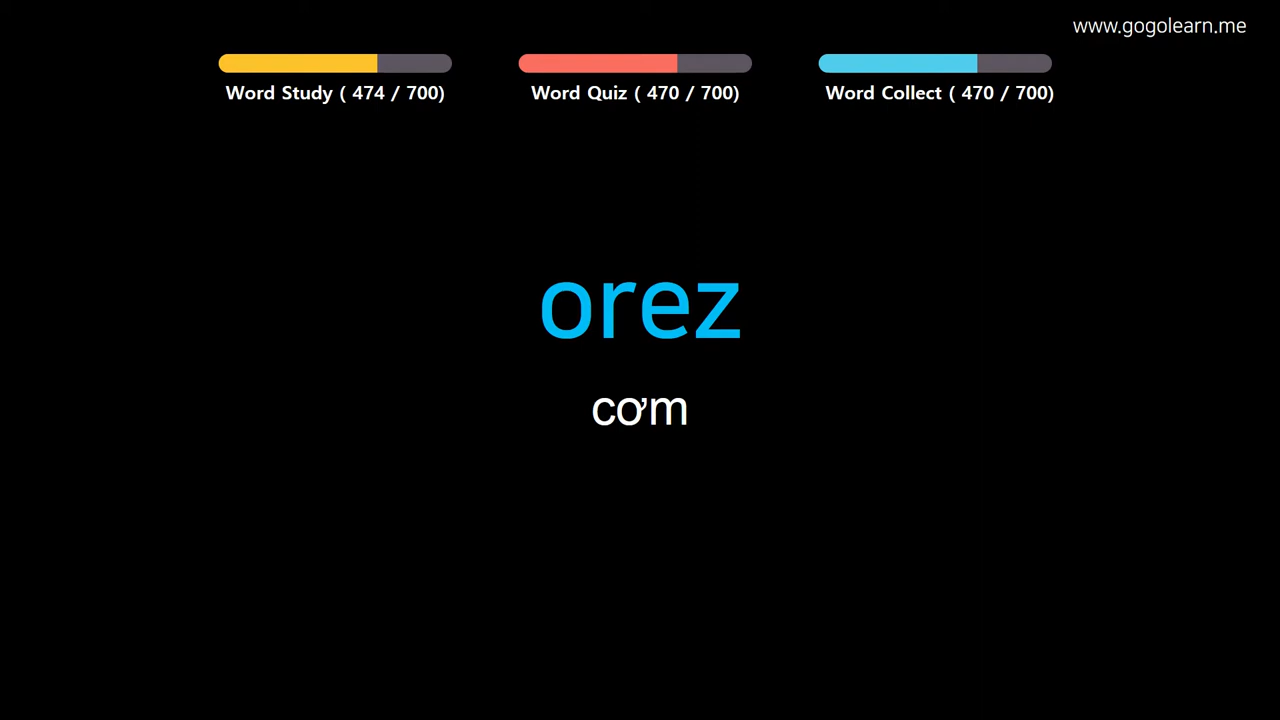 www.gogolearn.me
Word Study ( 474 / 700)
Word Quiz ( 470 / 700)
Word Collect ( 470 / 700)
orez
cơm